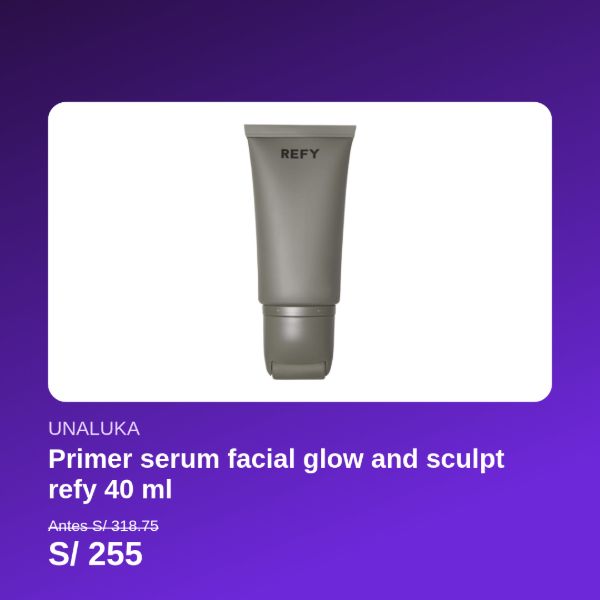 REFY
UNALUKA
Primer serum facial glow and sculpt
refy 40 ml
Antes S/ 318.75
S/ 255